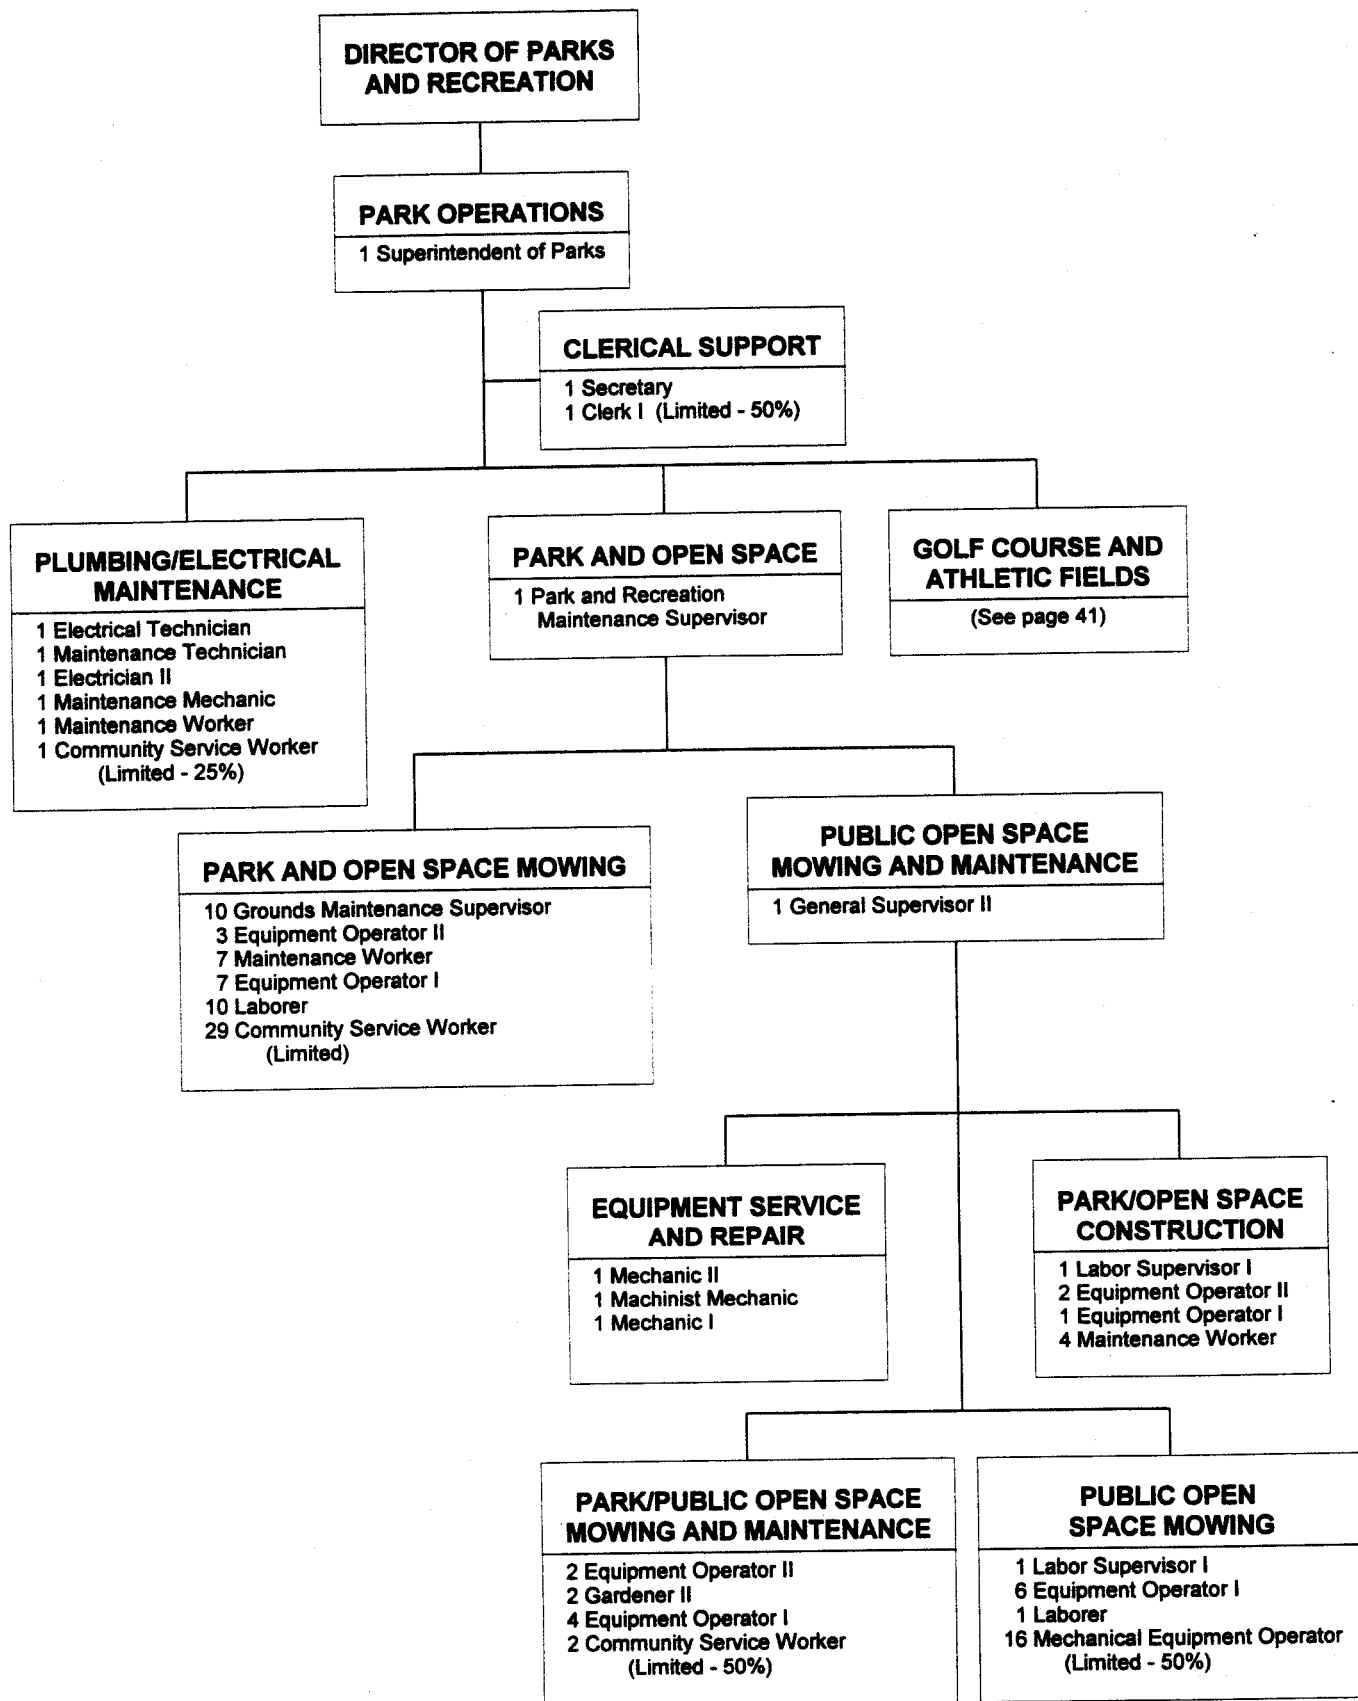 DIRECTOR OF PARKS
AND RECREATION
PARK OPERATIONS
1 Superintendent of Parks
CLERICAL SUPPORT
1 Secretary
1 Clerk I (Limited - 50%)
PLUMBING/ELECTRICAL
MAINTENANCE
1 Electrical Technician
1 Maintenance Technician
1 Electrician II
1 Maintenance Mechanic
1 Maintenance Worker
1 Community Service Worker
(Limited - 25%)
PARK AND OPEN SPACE
1 Park and Recreation
Maintenance Supervisor
GOLF COURSE AND
ATHLETIC FIELDS
(See page 41)
PARK AND OPEN SPACE MOWING
10 Grounds Maintenance Supervisor
3 Equipment Operator II
7 Maintenance Worker
7 Equipment Operator I
10 Laborer
29 Community Service Worker
(Limited)
PUBLIC OPEN SPACE
MOWING AND MAINTENANCE
1 General Supervisor II
EQUIPMENT SERVICE
AND REPAIR
1 Mechanic II
1 Machinist Mechanic
1 Mechanic I
PARK/OPEN SPACE
CONSTRUCTION
1 Labor Supervisor I
2 Equipment Operator II
1 Equipment Operator I
4 Maintenance Worker
PARK/PUBLIC OPEN SPACE
MOWING AND MAINTENANCE
2 Equipment Operator II
2 Gardener II
4 Equipment Operator I
2 Community Service Worker
(Limited - 50%)
PUBLIC OPEN
SPACE MOWING
1 Labor Supervisor I
6 Equipment Operator I
1 Laborer
16 Mechanical Equipment Operator
(Limited - 50%)